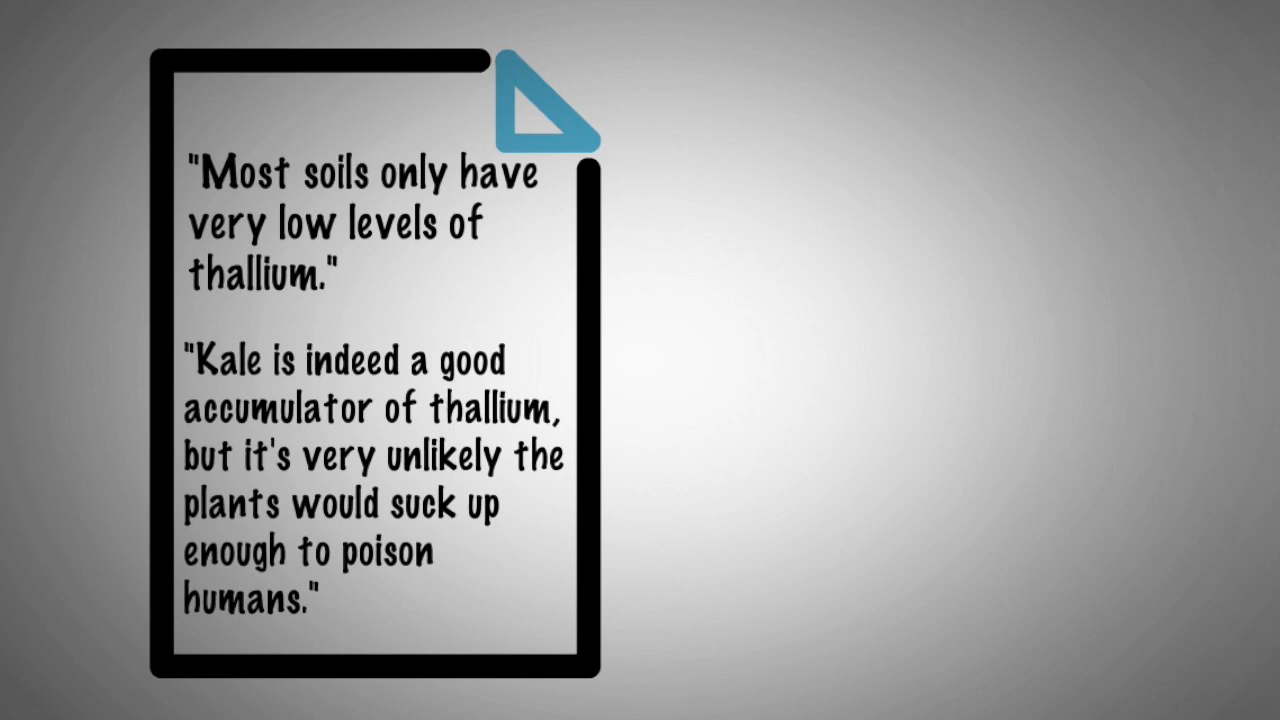 "Most soils only have
very low levels of
thallium."
"Kale is indeed a good
accumulator of thallium,
but it's very unlikely the
plants would suck up
enough to poison
humans."